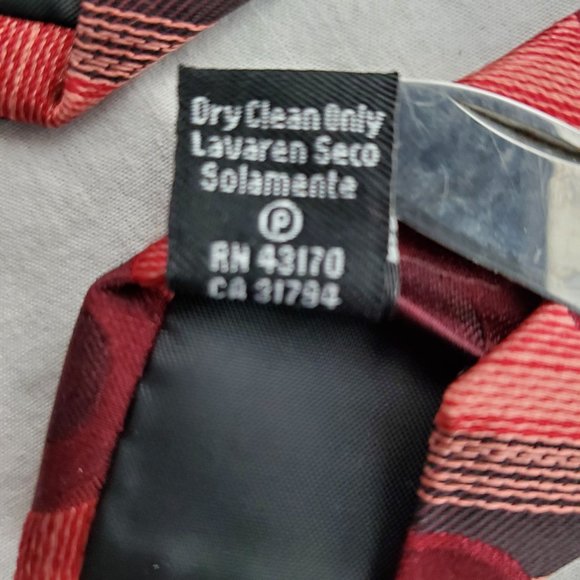 Dry Clean Only
Lavaren Seco
Solamente
P
RN 43170
CA 31794